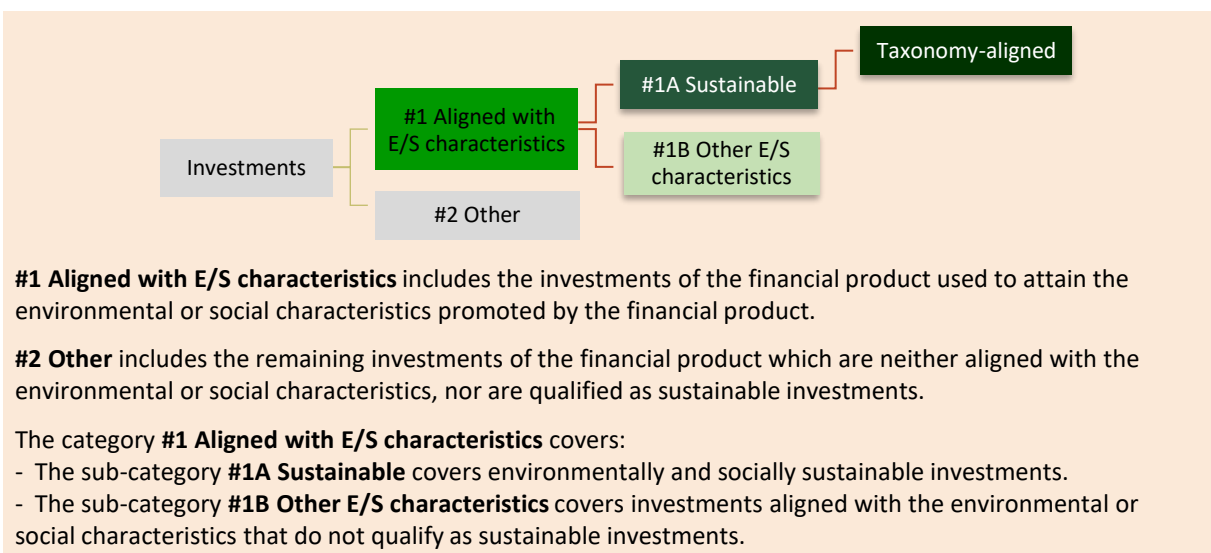 Taxonomy-aligned
#1A Sustainable
#1 Aligned with
E/S characteristics
#1B Other E/S
characteristics
Investments
#2 Other
#1 Aligned with E/S characteristics includes the investments of the financial product used to attain the
environmental or social characteristics promoted by the financial product.
#2 Other includes the remaining investments of the financial product which are neither aligned with the
environmental or social characteristics, nor are qualified as sustainable investments.
The category #1 Aligned with E/S characteristics covers:
- The sub-category #1A Sustainable covers environmentally and socially sustainable investments.
- The sub-category #1B Other E/S characteristics covers investments aligned with the environmental or
social characteristics that do not qualify as sustainable investments.